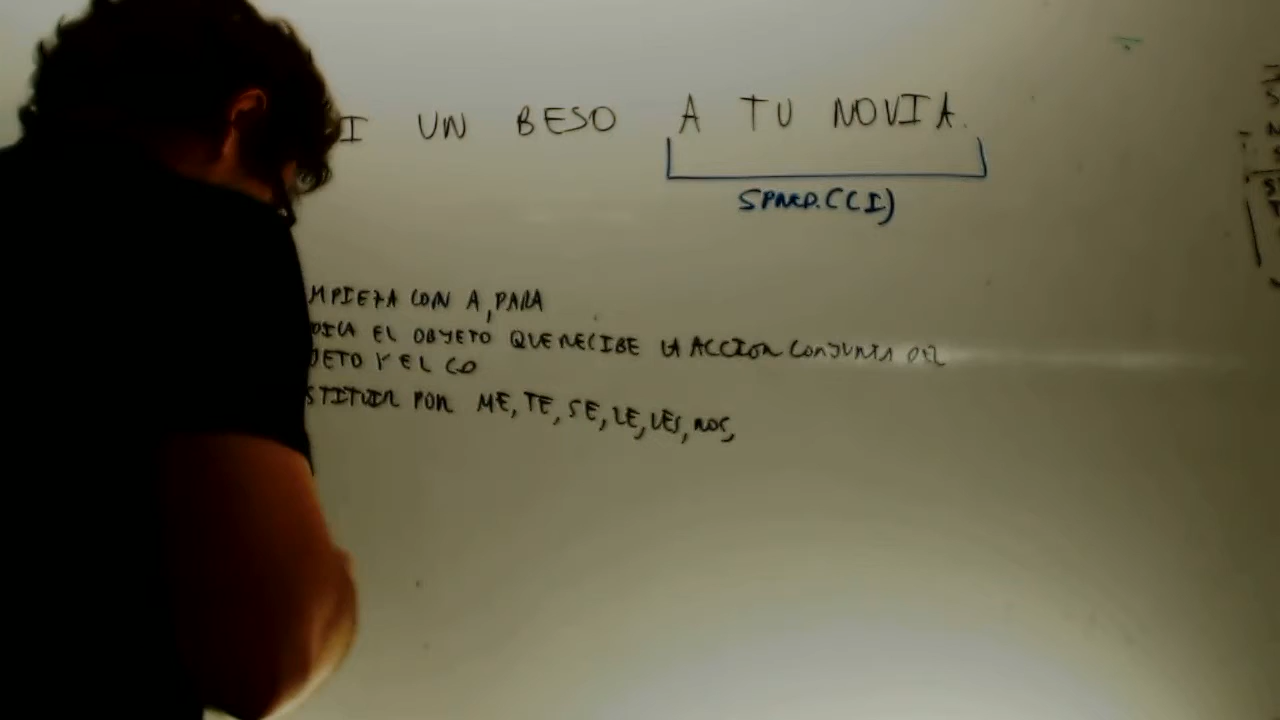 I UN BESO A TU NOVIA.
SPREP.(CI)
MPIEZA CON A, PARA
DICA EL OBJETO QUE RECIBE LA ACCION CONJUNTA DEL
JETO Y EL CD
STITUIR POR ME, TE, SE, LE, LES, NOS,